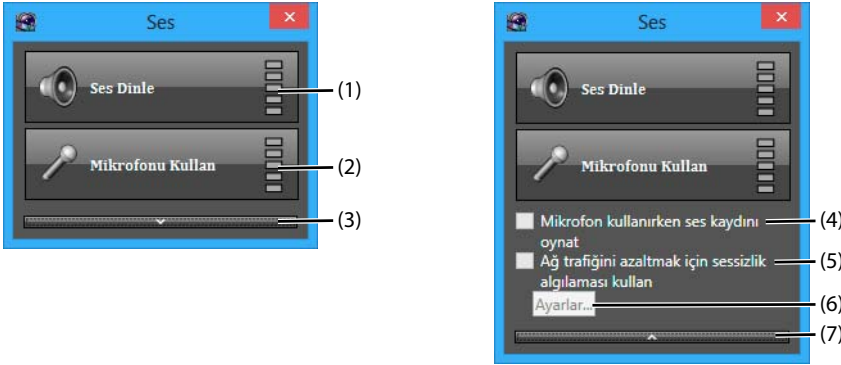 Ses
Ses Dinle
(1)
Mikrofonu Kullan
(2)
(3)
Ses
Ses Dinle
Mikrofonu Kullan
Mikrofon kullanırken ses kaydını
(4)
oynat
Ağ trafiğini azaltmak için sessizlik
(5)
algılaması kullan
Ayarlar...
(6)
(7)